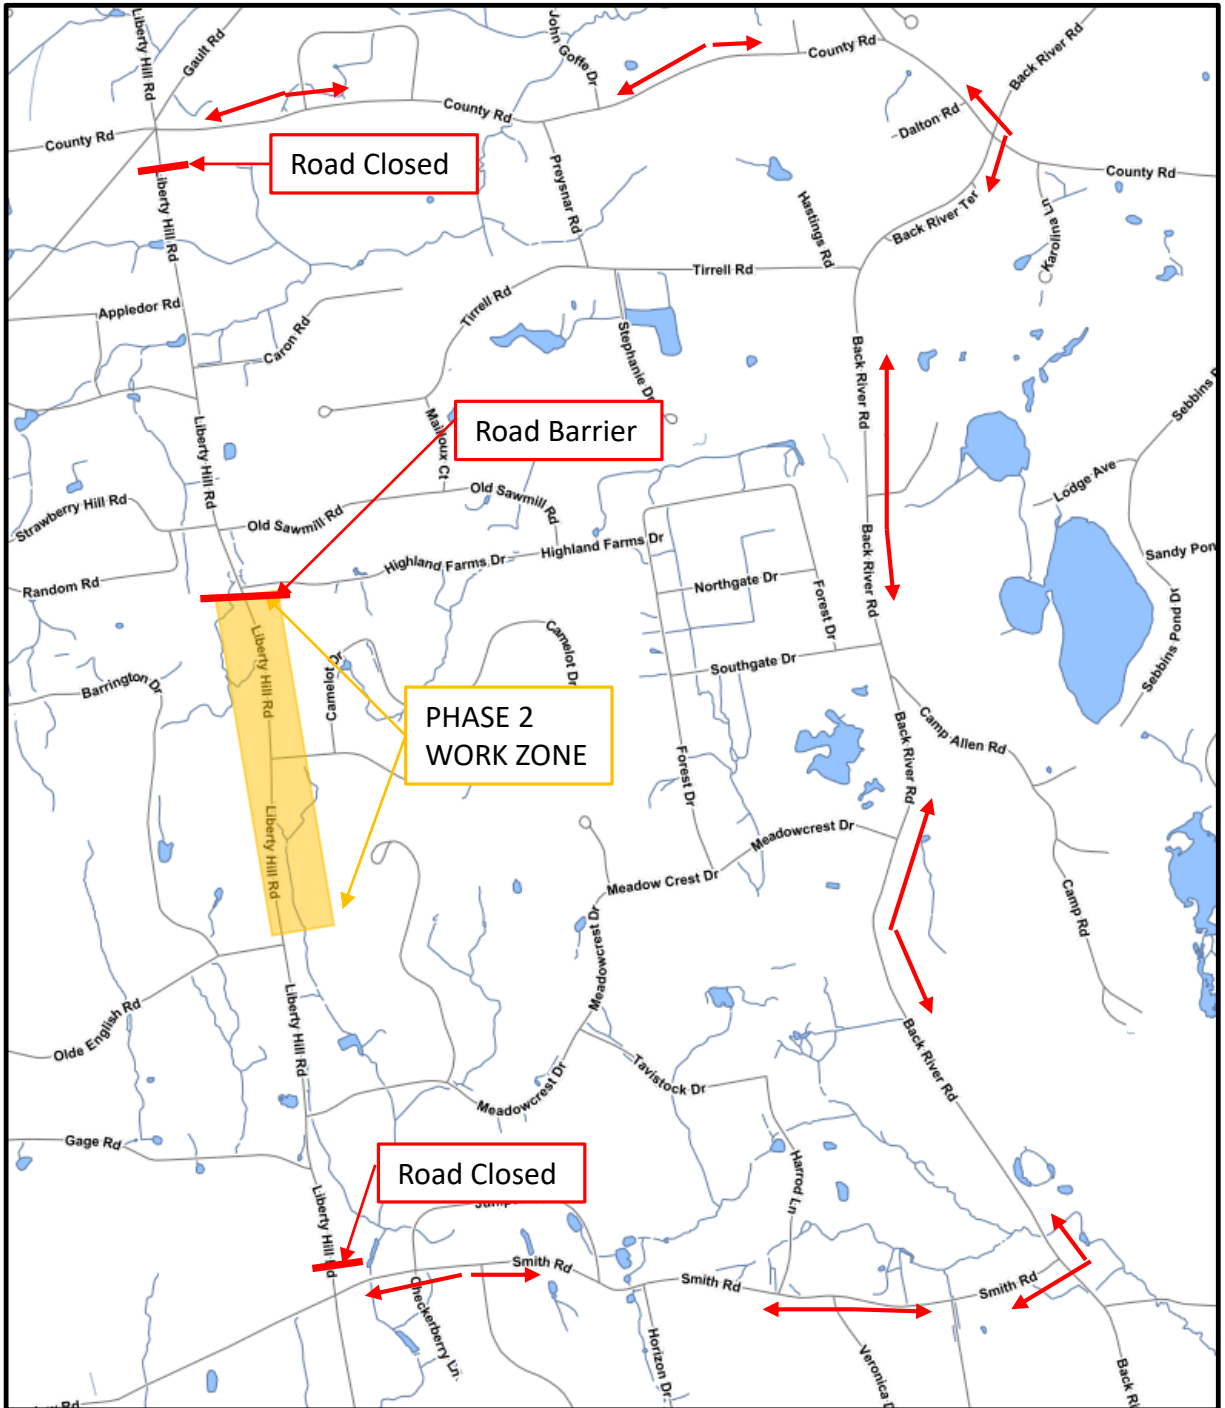 Liberty Hill Rd
Gault Rd
John Goffe Dr
County Rd
Back River Rd
County Rd
County Rd
Dalton Rd
County Rd
Road Closed
Liberty Hill Rd
Preysnar Rd
Hastings Rd
Back River Ter
Karolina Ln
Tirrell Rd
Appledor Rd
Tirrell Rd
Caron Rd
Stephanie Dr
Back River Rd
Sebbins
Road Barrier
Liberty Hill Rd
Mailloux Ct
Lodge Ave
Strawberry Hill Rd
Old Sawmill Rd
Old Sawmill Rd
Highland Farms Dr
Highland Farms Dr
Back River Rd
Sandy Pon
Random Rd
Northgate Dr
Forest Dr
Sebbins Pond Dr
Liberty Hill Rd
Camelot Dr
Camelot Dr
Southgate Dr
Barrington Dr
PHASE 2
WORK ZONE
Back River Rd
Camp Allen Rd
Forest Dr
Liberty Hill Rd
Meadowcrest Dr
Meadow Crest Dr
Camp Rd
Meadowcrest Dr
Liberty Hill Rd
Olde English Rd
Back River Rd
Meadowcrest Dr
Tavistock Dr
Gage Rd
Road Closed
Harrod Ln
Liberty Hill Rd
Smith Rd
Smith Rd
Smith Rd
Checkerberry Ln
Horizon Dr
Veronica D
Back Ri
Rd